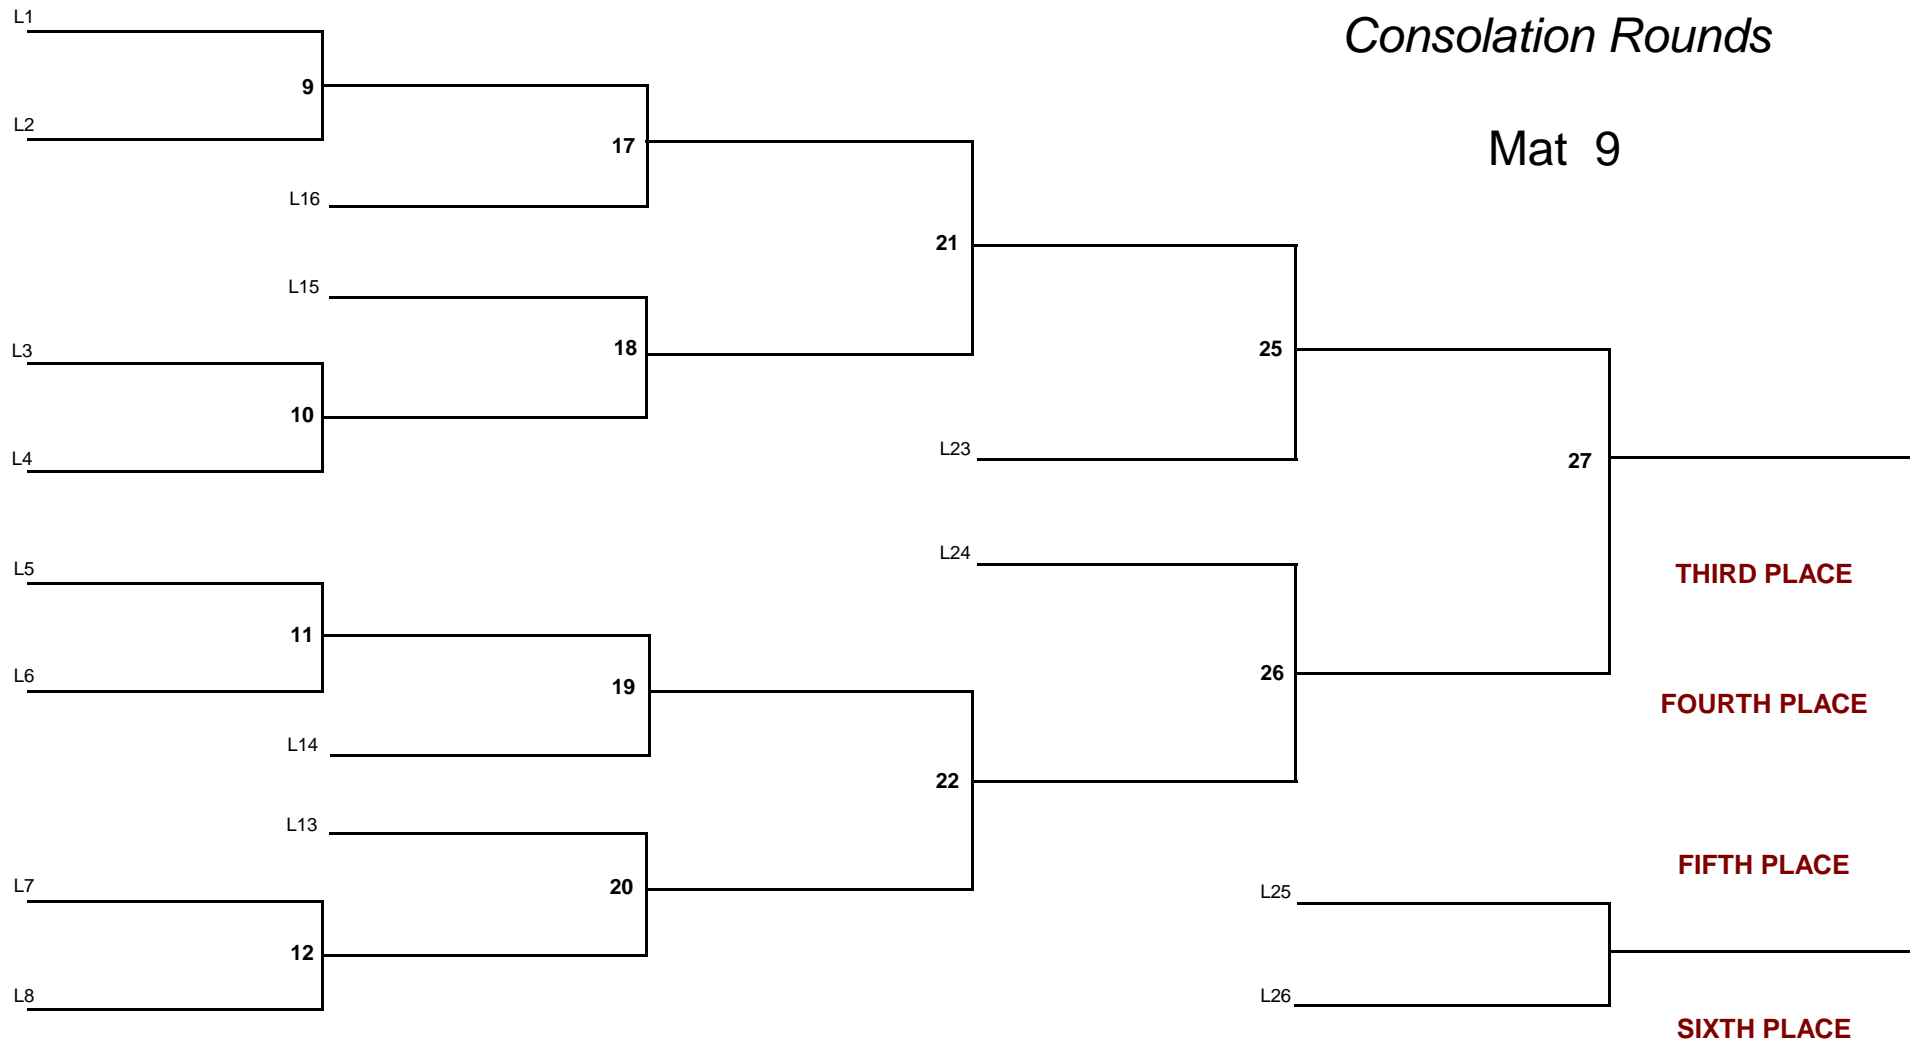 L1
Consolation Rounds
9
L2
Mat 9
17
L16
21
L15
L3
18
25
10
L4
L23
27
L24
L5
THIRD PLACE
11
L6
19
26
FOURTH PLACE
L14
22
L13
FIFTH PLACE
L7
20
L25
12
L8
L26
SIXTH PLACE